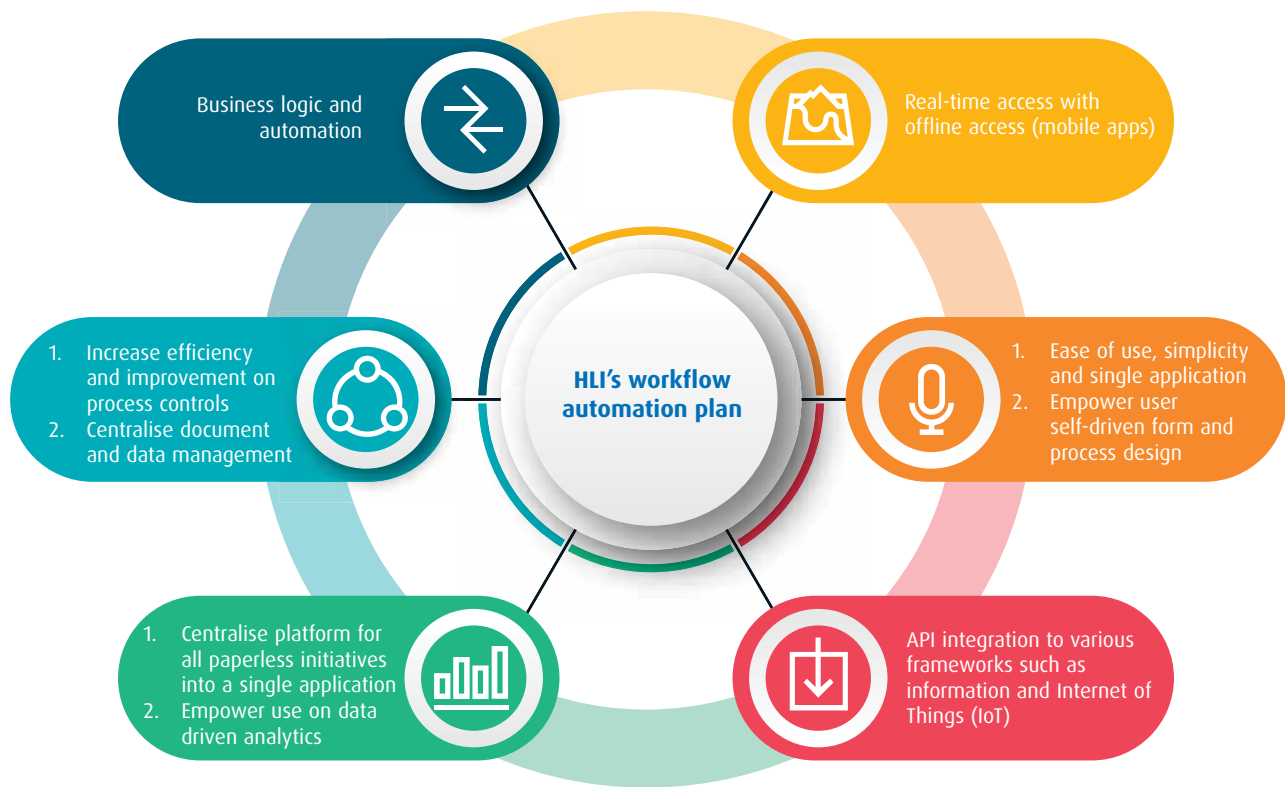 Business logic and
automation
Real-time access with
offline access (mobile apps)
1. Increase efficiency
and improvement on
process controls
2. Centralise document
and data management
HLI's workflow
automation plan
1. Ease of use, simplicity
and single application
2. Empower user
self-driven form and
process design
1. Centralise platform for
all paperless initiatives
into a single application
2. Empower use on data
driven analytics
API integration to various
frameworks such as
information and Internet of
Things (IoT)